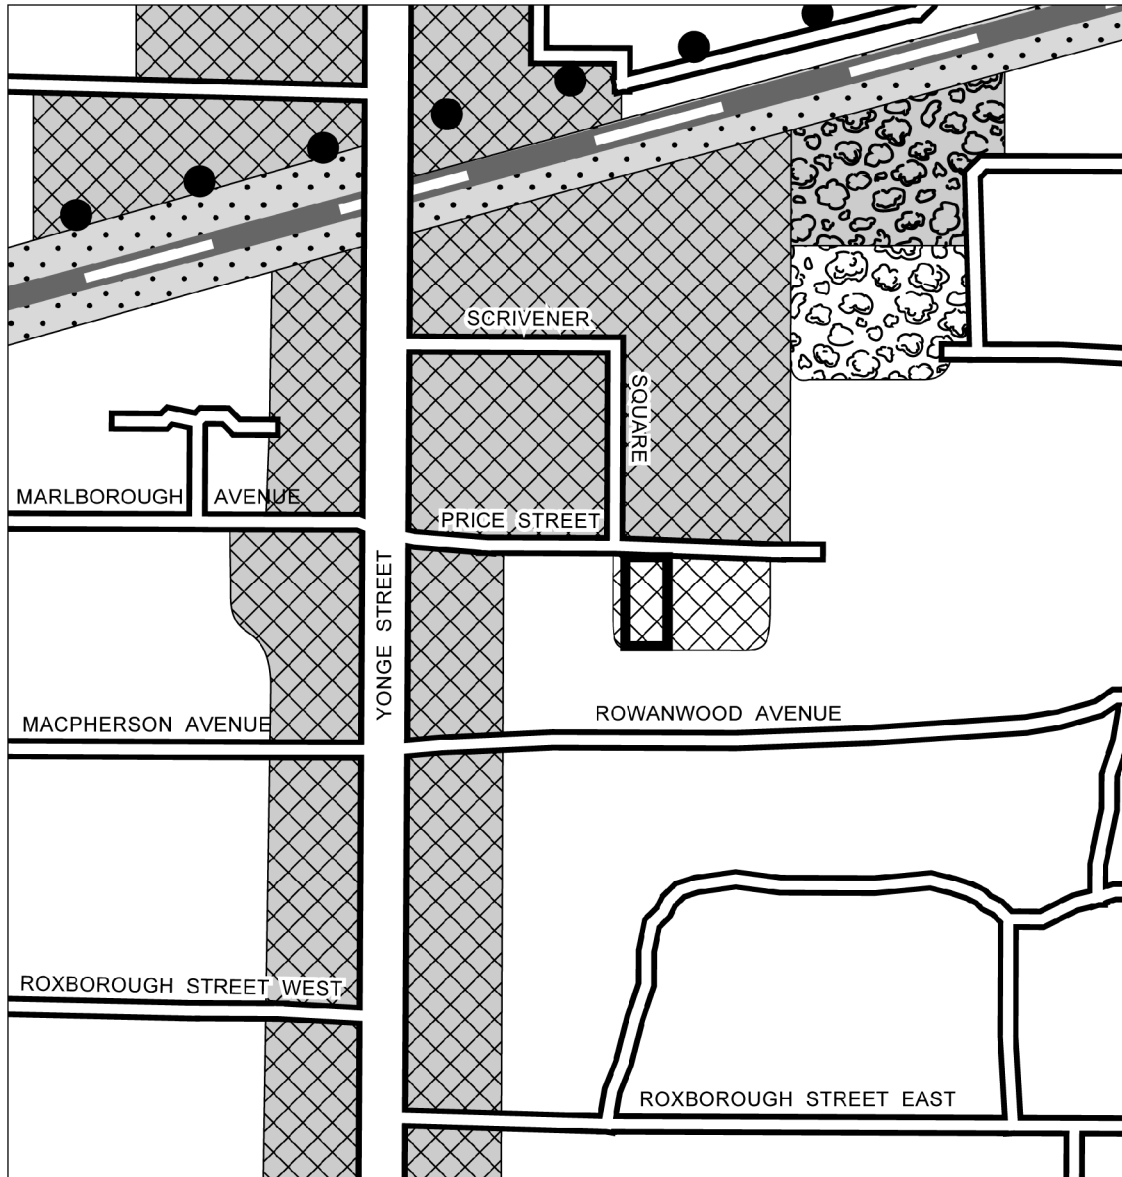 SCRIVENER
SQUARE
MARLBOROUGH AVENUE
PRICE STREET
YONGE STREET
MACPHERSON AVENUE
ROWANWOOD AVENUE
ROXBOROUGH STREET WEST
ROXBOROUGH STREET EAST